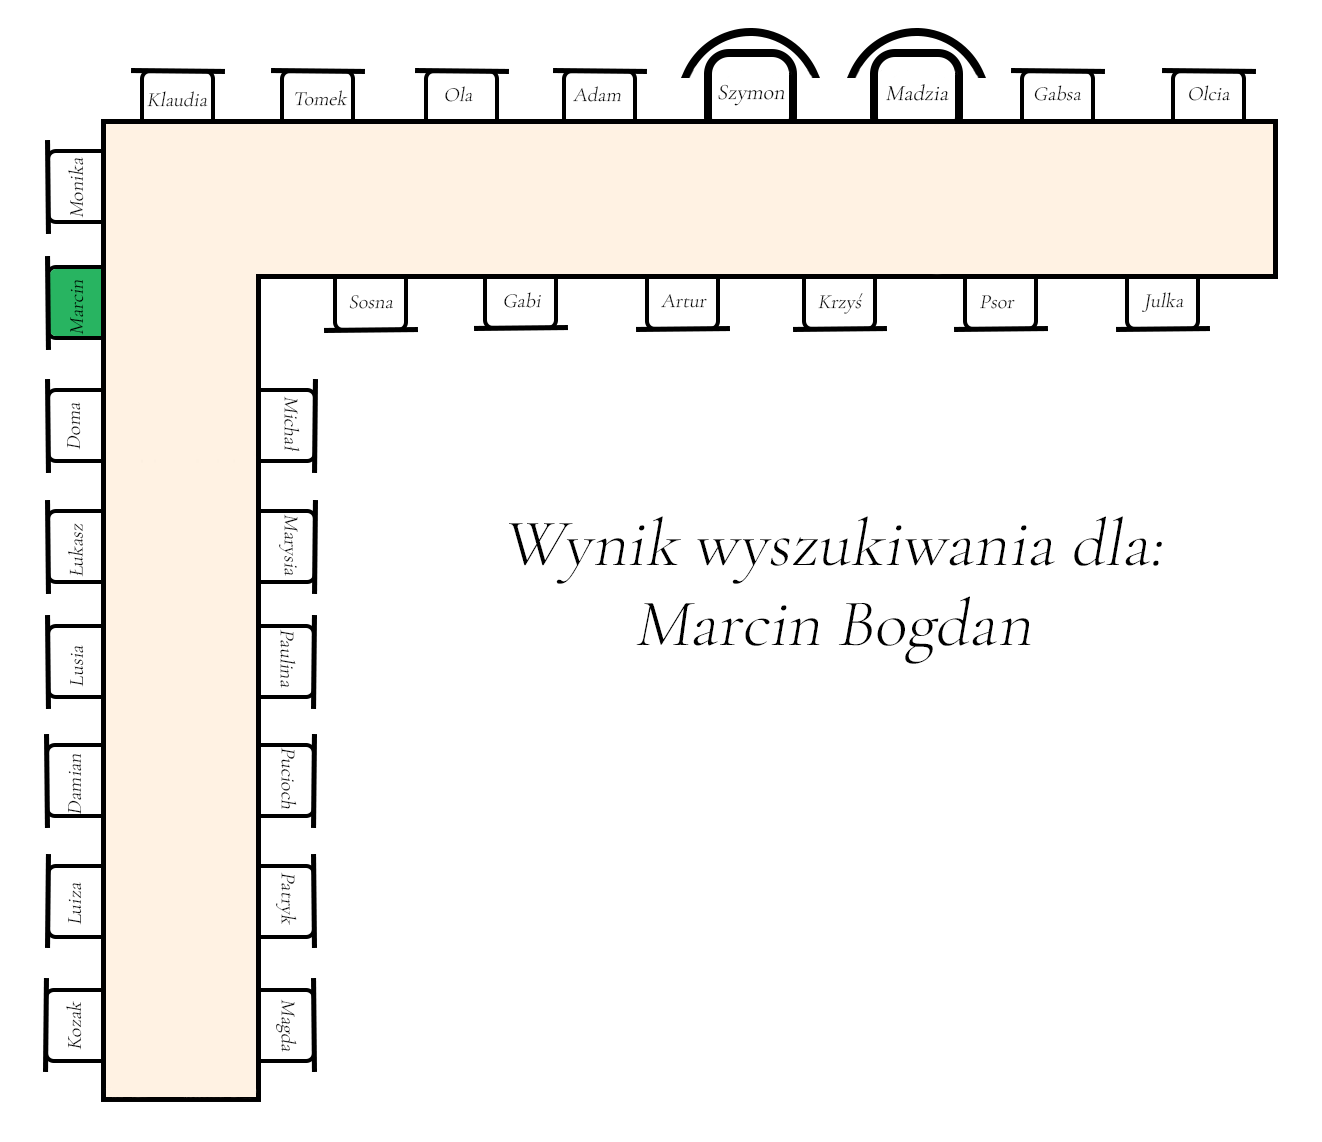 Klaudia
Tomek
Ola
Adam
Szymon
Madzia
Gabsa
Olcia
Monika
Marcin
Doma
Łukasz
Lusia
Damian
Luiza
Kozak
Sosna
Gabi
Artur
Krzyś
Psor
Julka
Michał
Marysia
Paulina
Pucioch
Patryk
Magda
Wynik wyszukiwania dla:
Marcin Bogdan